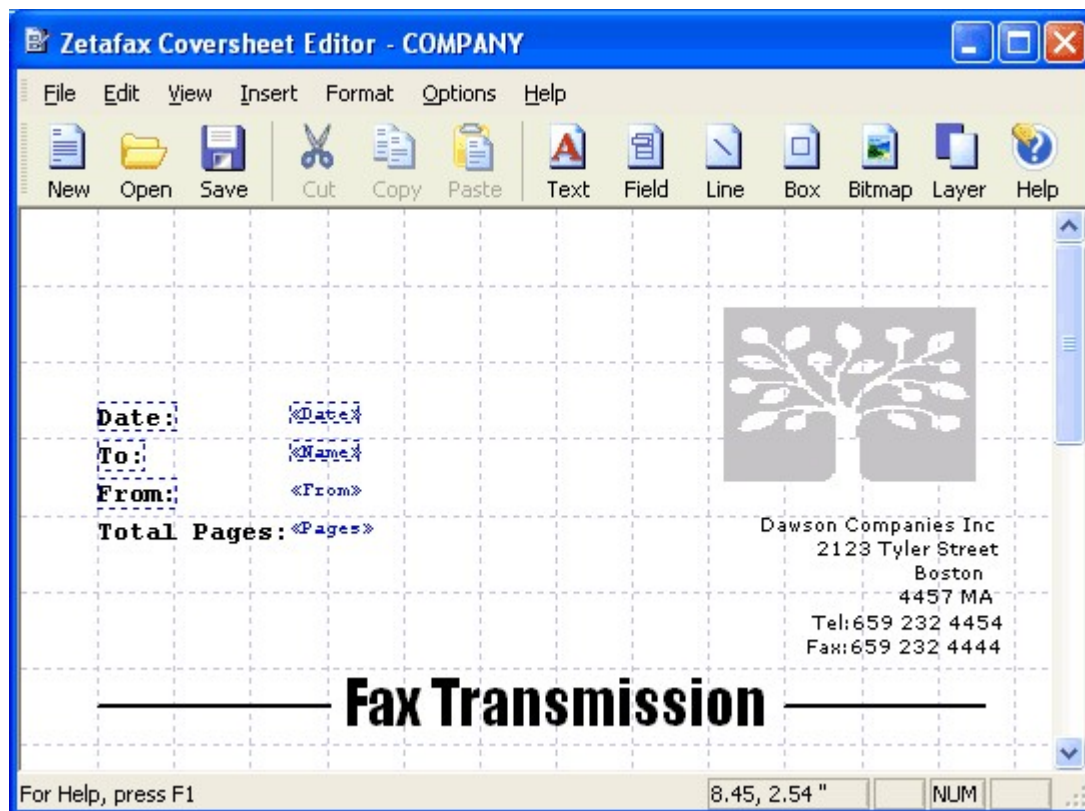 Zetafax Coversheet Editor - COMPANY
File Edit View Insert Format Options Help
New Open Save Cut Copy Paste Text Field Line Box Bitmap Layer Help
Date: «Date»
To: «Name»
From: «From»
Total Pages: «Pages»
Dawson Companies Inc
2123 Tyler Street
Boston
4457 MA
Tel:659 232 4454
Fax:659 232 4444
Fax Transmission
For Help, press F1 8.45, 2.54 " NUM